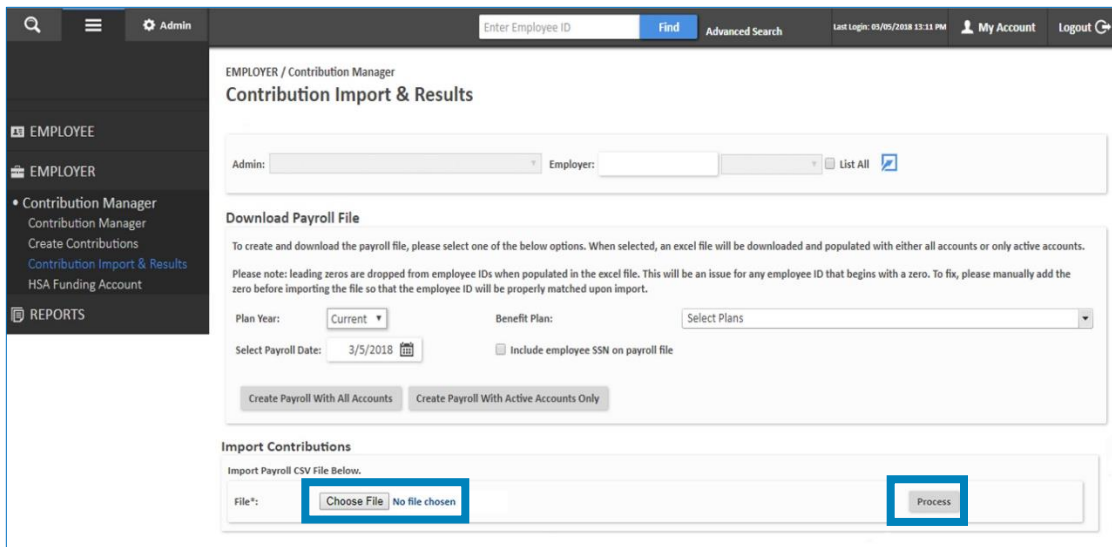 Admin
Enter Employee ID
Find
Advanced Search
Last Login: 03/05/2018 13:11 PM
My Account
Logout
EMPLOYEE
EMPLOYER
• Contribution Manager
Contribution Manager
Create Contributions
Contribution Import & Results
HSA Funding Account
REPORTS
EMPLOYER / Contribution Manager
Contribution Import & Results
Admin:
Employer:
List All
Download Payroll File
To create and download the payroll file, please select one of the below options. When selected, an excel file will be downloaded and populated with either all accounts or only active accounts.
Please note: leading zeros are dropped from employee IDs when populated in the excel file. This will be an issue for any employee ID that begins with a zero. To fix, please manually add the
zero before importing the file so that the employee ID will be properly matched upon import.
Plan Year: Current
Benefit Plan: Select Plans
Select Payroll Date: 3/5/2018
Include employee SSN on payroll file
Create Payroll With All Accounts
Create Payroll With Active Accounts Only
Import Contributions
Import Payroll CSV File Below.
File*: Choose File No file chosen
Process